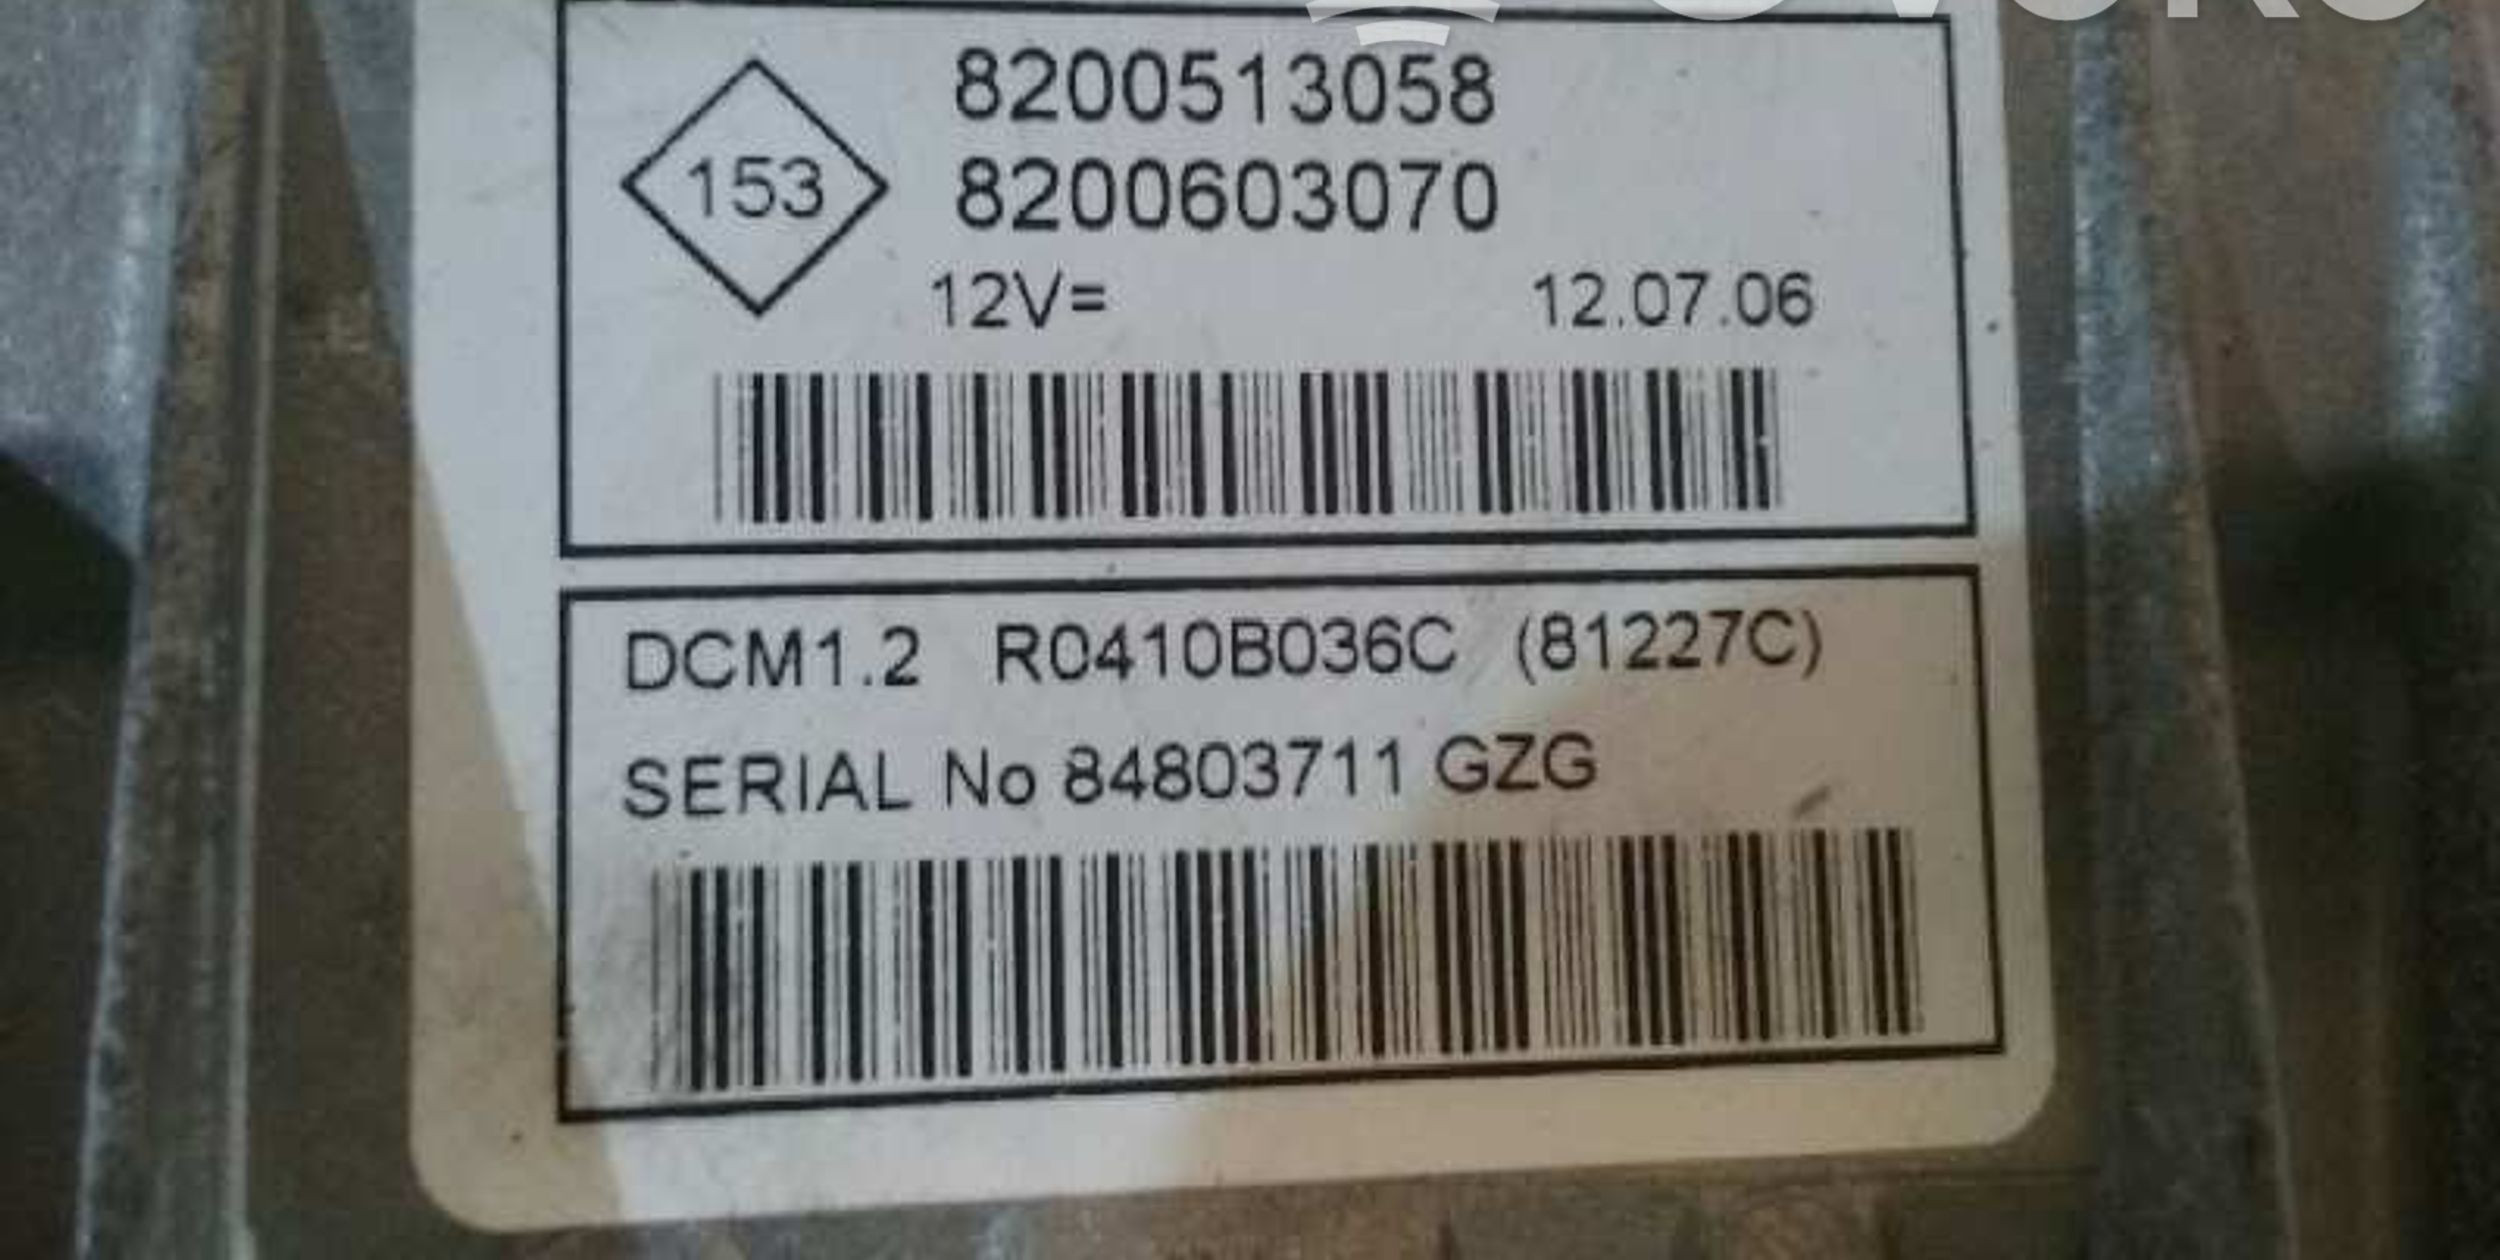 8200513058
153
8200603070
12V= 12.07.06
DCM1.2 R0410B036C (81227C)
SERIAL No 84803711 GZG